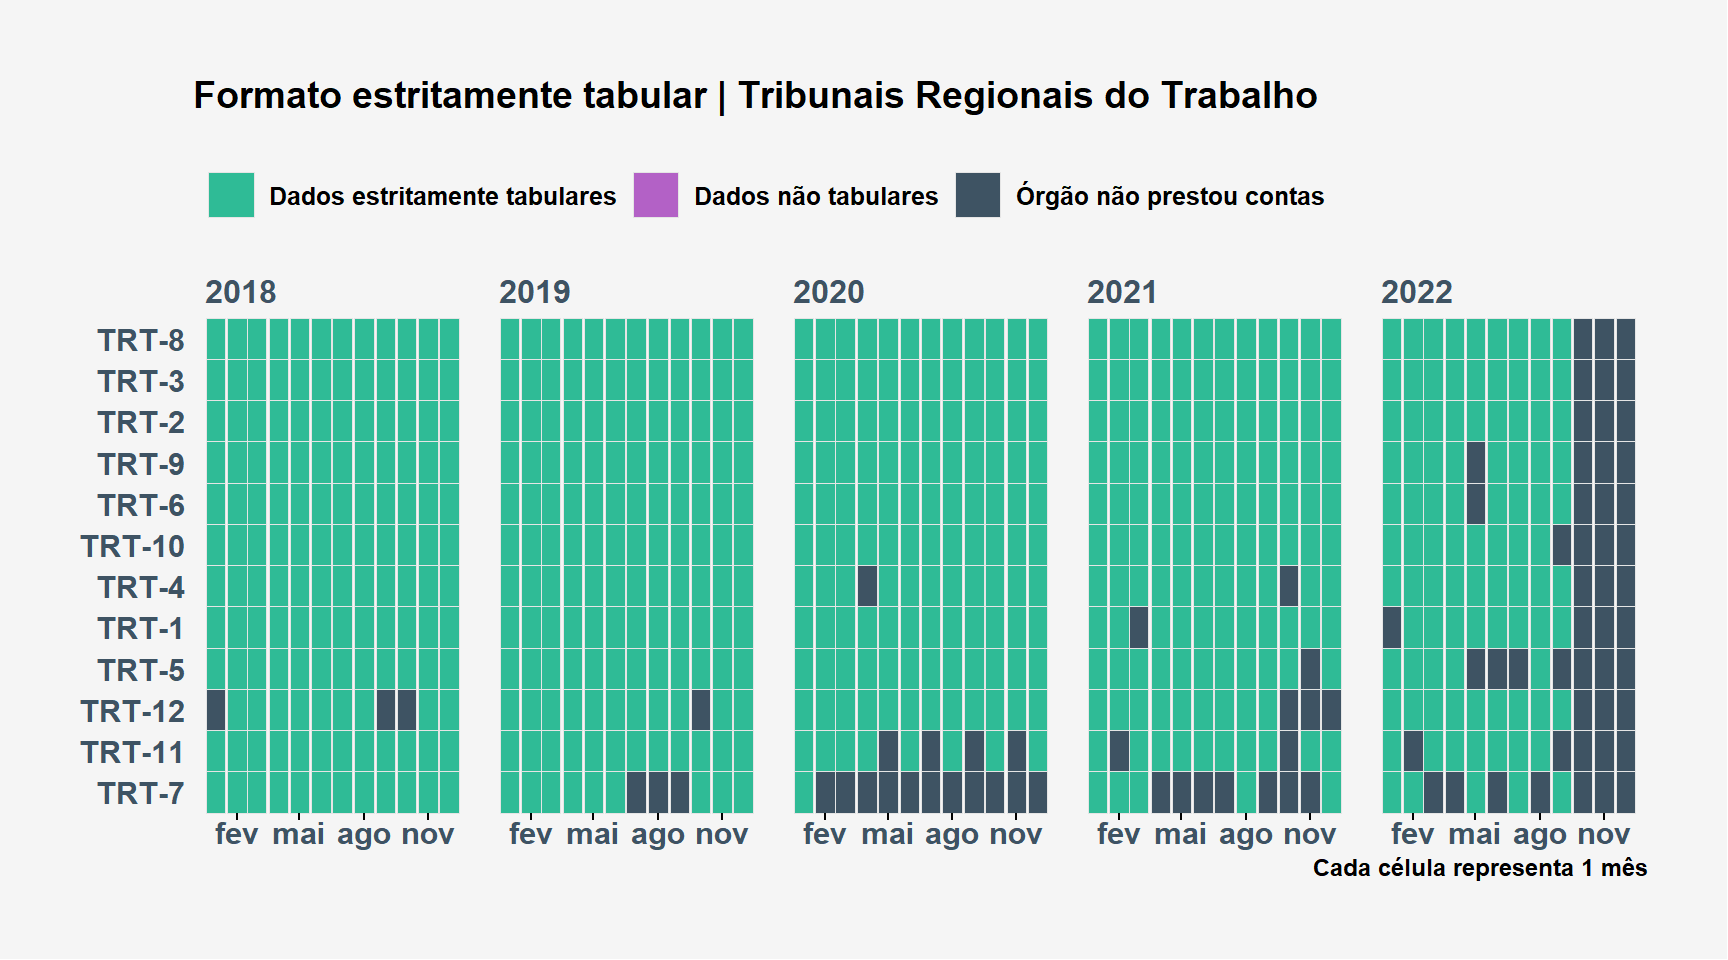 Formato estritamente tabular | Tribunais Regionais do Trabalho
Dados estritamente tabulares Dados não tabulares Órgão não prestou contas
2018 2019 2020 2021 2022
TRT-8
TRT-3
TRT-2
TRT-9
TRT-6
TRT-10
TRT-4
TRT-1
TRT-5
TRT-12
TRT-11
TRT-7
fev mai ago nov fev mai ago nov fev mai ago nov fev mai ago nov fev mai ago nov
Cada célula representa 1 mês